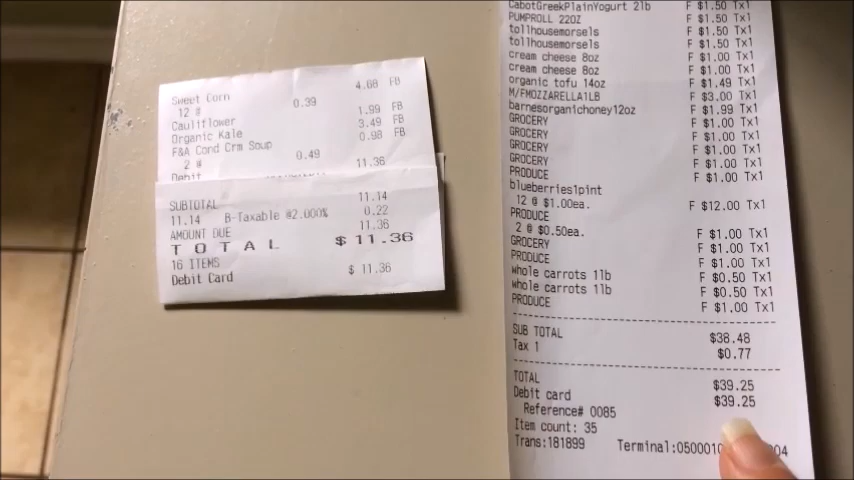 Sweet Corn 4.68 FB
12 @ 0.39
Cauliflower 1.99 FB
Organic Kale 3.49 FB
F&A Cond Crm Soup 0.98 FB
2 @ 0.49
Debit 11.36
SUBTOTAL 11.14
11.14 B-Taxable @2.000% 0.22
AMOUNT DUE 11.36
TOTAL $11.36
16 ITEMS
Debit Card $ 11.36
CabotGreekPlainYogurt 2lb F $1.50 Tx1
PUMPROLL 22OZ F $1.50 Tx1
tollhousemorsels F $1.50 Tx1
tollhousemorsels F $1.50 Tx1
cream cheese 8oz F $1.00 Tx1
cream cheese 8oz F $1.00 Tx1
organic tofu 14oz F $1.49 Tx1
M/FMOZZARELLA1LB F $3.00 Tx1
barnesorganichoney12oz F $1.99 Tx1
GROCERY F $1.00 Tx1
GROCERY F $1.00 Tx1
GROCERY F $1.00 Tx1
GROCERY F $1.00 Tx1
PRODUCE F $1.00 Tx1
blueberries1pint
12 @ $1.00ea. F $12.00 Tx1
PRODUCE
2 @ $0.50ea. F $1.00 Tx1
GROCERY F $1.00 Tx1
PRODUCE F $1.00 Tx1
whole carrots 1lb F $0.50 Tx1
whole carrots 1lb F $0.50 Tx1
PRODUCE F $1.00 Tx1
SUB TOTAL $38.48
Tax 1 $0.77
TOTAL $39.25
Debit card $39.25
Reference# 0085
Item count: 35
Trans:181899 Terminal:0500010